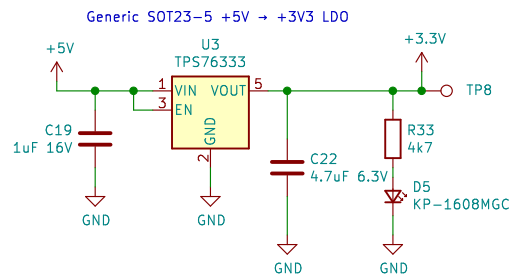 Generic SOT23-5 +5V → +3V3 LDO
+5V
U3
TPS76333
+3.3V
1
VIN
VOUT
5
TP8
3
EN
GND
2
C19
1uF 16V
R33
4k7
C22
4.7uF 6.3V
D5
KP-1608MGC
GND
GND
GND
GND